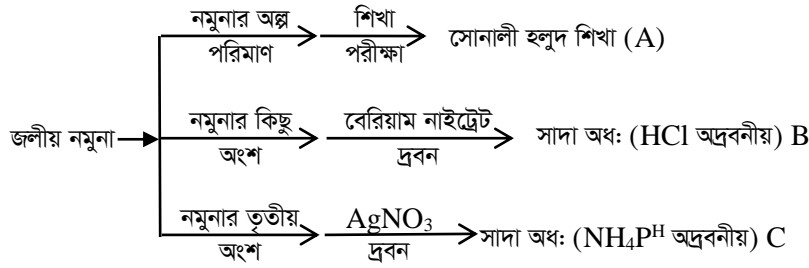 নমুনার অল্প পরিমাণ শিখা পরীক্ষা সোনালী হলুদ শিখা (A)
জলীয় নমুনা নমুনার কিছু অংশ বেরিয়াম নাইট্রেট দ্রবন সাদা অধ: (HCl অদ্রবনীয়) B
নমুনার তৃতীয় অংশ AgNO₃ দ্রবন সাদা অধ: (NH₄Pᴴ অদ্রবনীয়) C